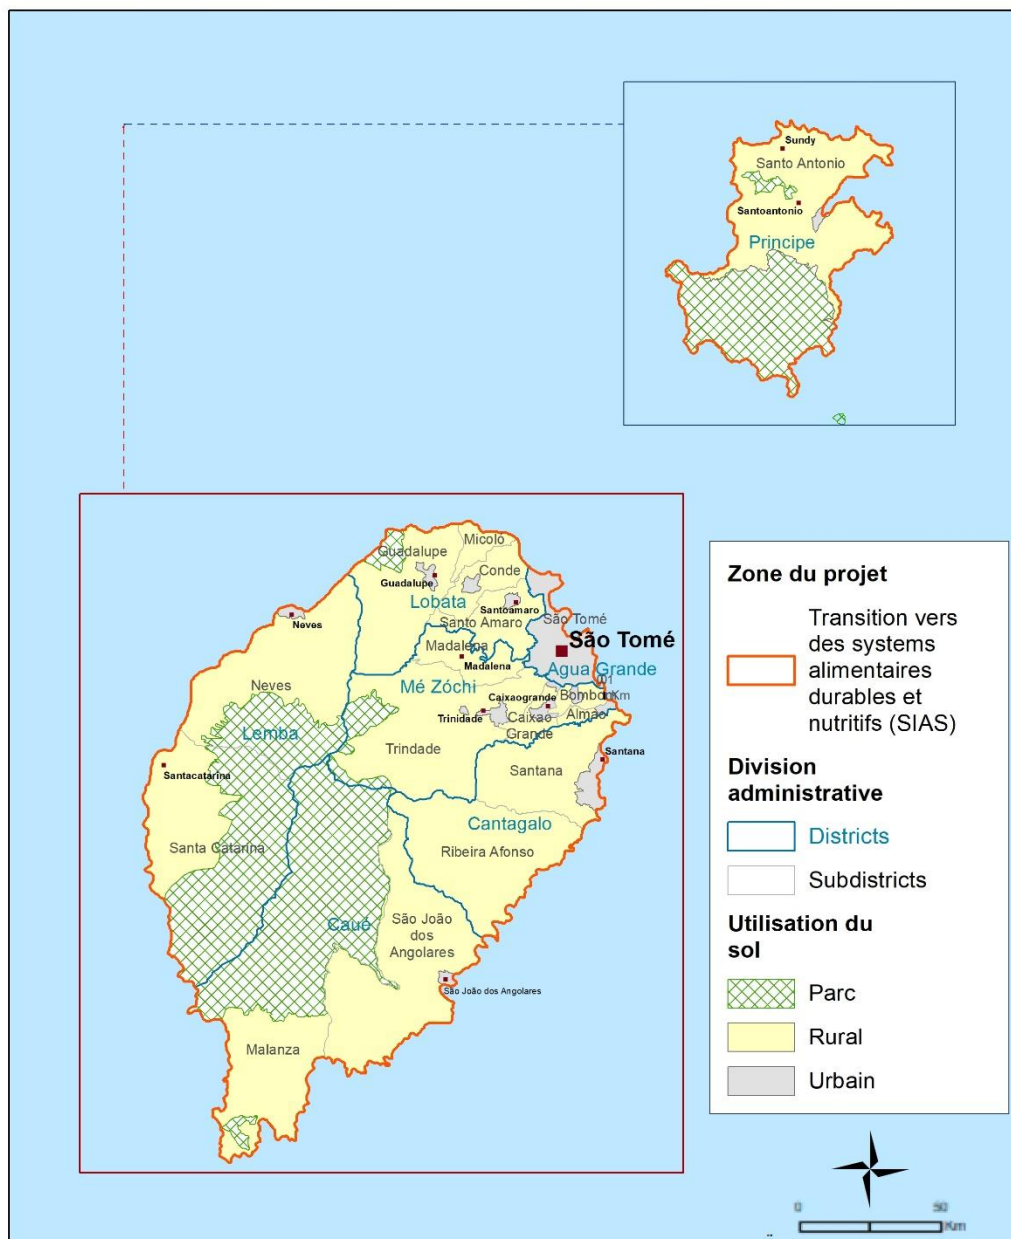 Sundy
Santo Antonio
Santoantonio
Principe
Micoló
Guadalupe
Conde
Guadalupe
Lobata
Santoamaro
Santo Amaro
São Tomé
Neves
São Tomé
Madalena
Madalena
Agua Grande
Neves
Mé Zóchi
Caixaogrande
Bombom
Km
Trinidade
Caixao
Grande
Almão
Lemba
Trindade
Santana
Santana
Santacatarina
Cantagalo
Santa Catarina
Ribeira Afonso
Caué
São João
dos
Angolares
São João dos Angolares
Malanza
Zone du projet
Transition vers
des systems
alimentaires
durables et
nutritifs (SIAS)
Division
administrative
Districts
Subdistricts
Utilisation du
sol
Parc
Rural
Urbain
0
50
Km